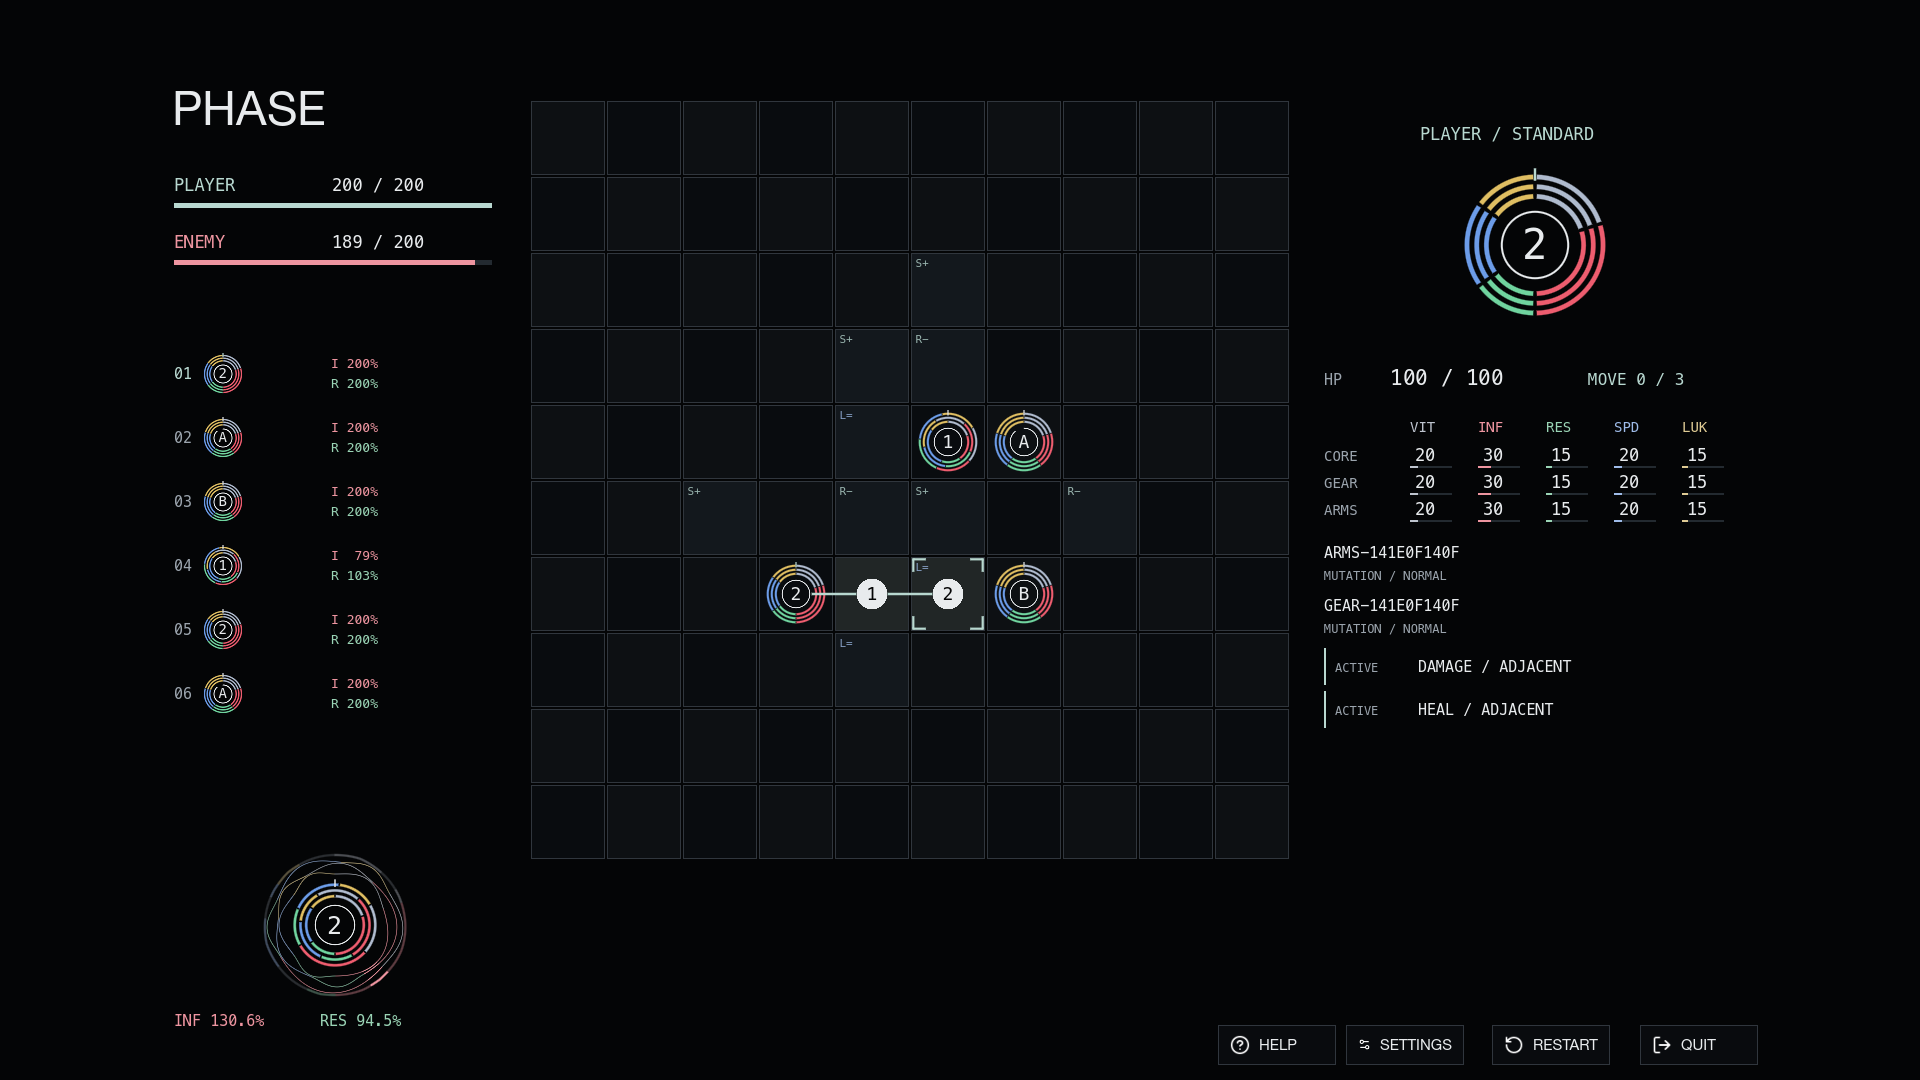 PHASE
PLAYER 200 / 200
ENEMY 189 / 200
01 2 I 200%
R 200%
02 A I 200%
R 200%
03 B I 200%
R 200%
04 1 I 79%
R 103%
05 2 I 200%
R 200%
06 A I 200%
R 200%
2
INF 130.6% RES 94.5%
S+
S+ R-
L= 1 A
S+ R- S+ R-
L=
2 1 2 B
L=
PLAYER / STANDARD
2
HP 100 / 100 MOVE 0 / 3
VIT INF RES SPD LUK
CORE 20 30 15 20 15
GEAR 20 30 15 20 15
ARMS 20 30 15 20 15
ARMS-141E0F140F
MUTATION / NORMAL
GEAR-141E0F140F
MUTATION / NORMAL
ACTIVE DAMAGE / ADJACENT
ACTIVE HEAL / ADJACENT
HELP SETTINGS RESTART QUIT